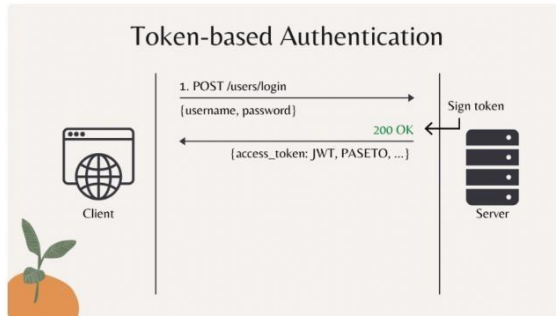 Token-based Authentication
1. POST /users/login
{username, password}
Sign token
200 OK
{access_token: JWT, PASETO, ...}
Client
Server